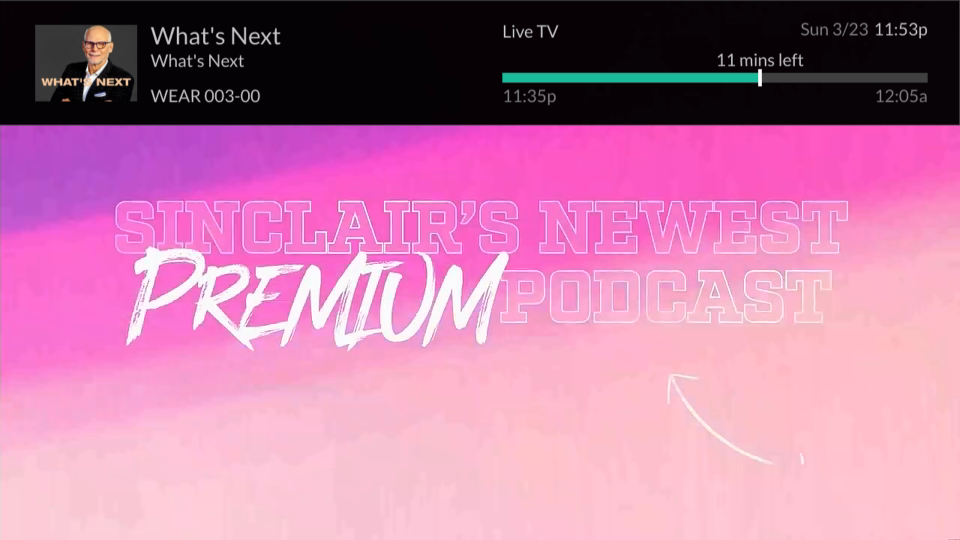 WHAT'S NEXT
What's Next
What's Next
WEAR 003-00
Live TV
Sun 3/23 11:53p
11 mins left
11:35p
12:05a
SINCLAIR'S NEWEST
PREMIUM PODCAST